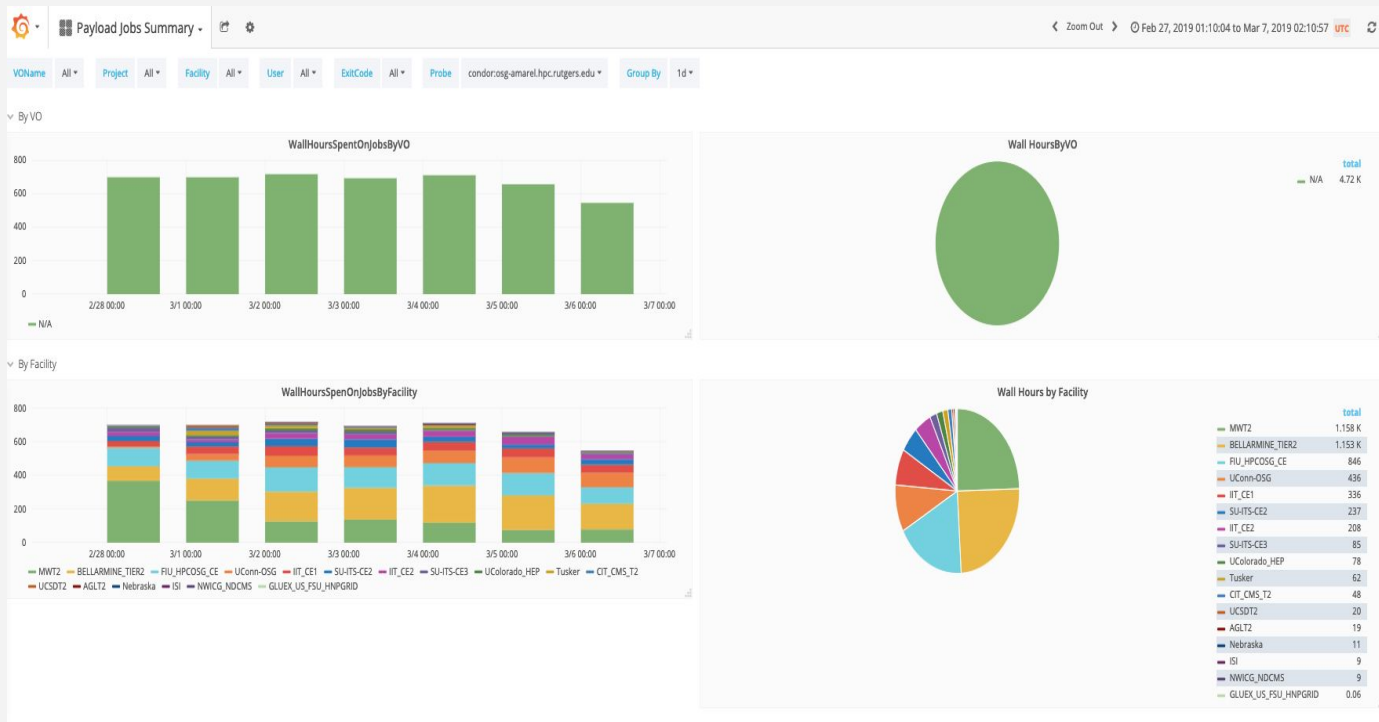 Payload Jobs Summary
Zoom Out Feb 27, 2019 01:10:04 to Mar 7, 2019 02:10:57 UTC
VOName All Project All Facility All User All ExitCode All Probe condor:osg-amarel.hpc.rutgers.edu Group By 1d
By VO
WallHoursSpentOnJobsByVO
800
600
400
200
0
2/28 00:00 3/1 00:00 3/2 00:00 3/3 00:00 3/4 00:00 3/5 00:00 3/6 00:00 3/7 00:00
N/A
Wall HoursByVO
total
N/A 4.72 K
By Facility
WallHoursSpenOnJobsByFacility
800
600
400
200
0
2/28 00:00 3/1 00:00 3/2 00:00 3/3 00:00 3/4 00:00 3/5 00:00 3/6 00:00 3/7 00:00
MWT2 BELLARMINE_TIER2 FIU_HPCOSG_CE UConn-OSG IIT_CE1 SU-ITS-CE2 IIT_CE2 SU-ITS-CE3 UColorado_HEP Tusker CIT_CMS_T2
UCSDT2 AGLT2 Nebraska ISI NWICG_NDCMS GLUEX_US_FSU_HNPGRID
Wall Hours by Facility
total
MWT2 1.158 K
BELLARMINE_TIER2 1.153 K
FIU_HPCOSG_CE 846
UConn-OSG 436
IIT_CE1 336
SU-ITS-CE2 237
IIT_CE2 208
SU-ITS-CE3 85
UColorado_HEP 78
Tusker 62
CIT_CMS_T2 48
UCSDT2 20
AGLT2 19
Nebraska 11
ISI 9
NWICG_NDCMS 9
GLUEX_US_FSU_HNPGRID 0.06